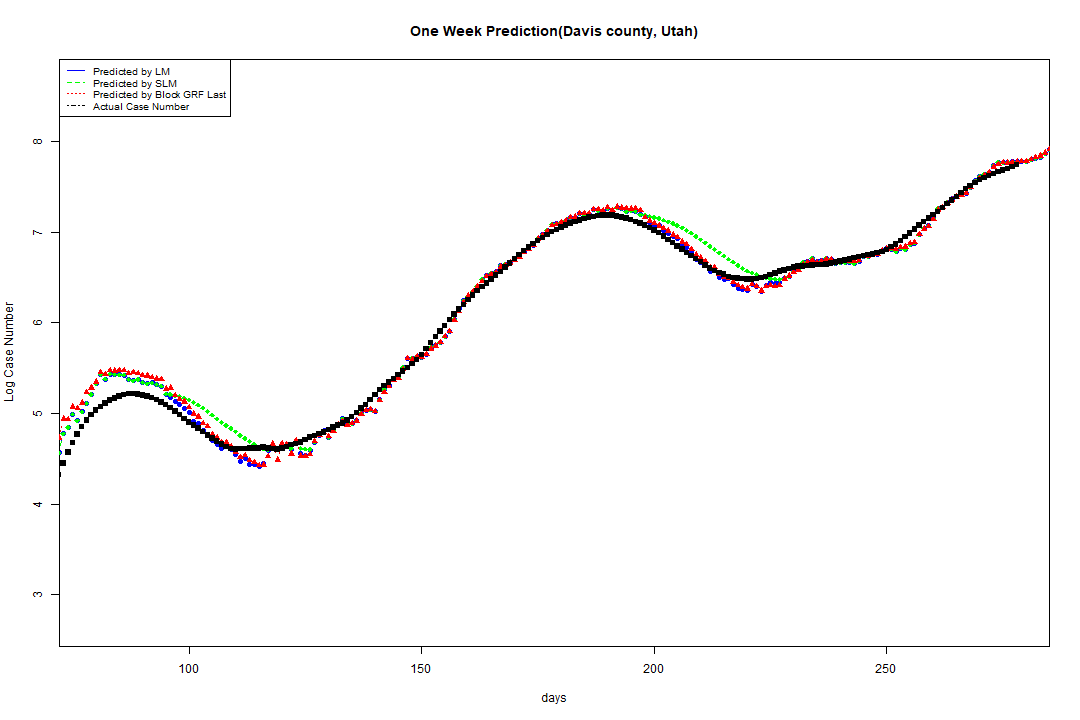 One Week Prediction(Davis county, Utah)
Predicted by LM
Predicted by SLM
Predicted by Block GRF Last
Actual Case Number
8
7
6
5
4
3
Log Case Number
100 150 200 250
days